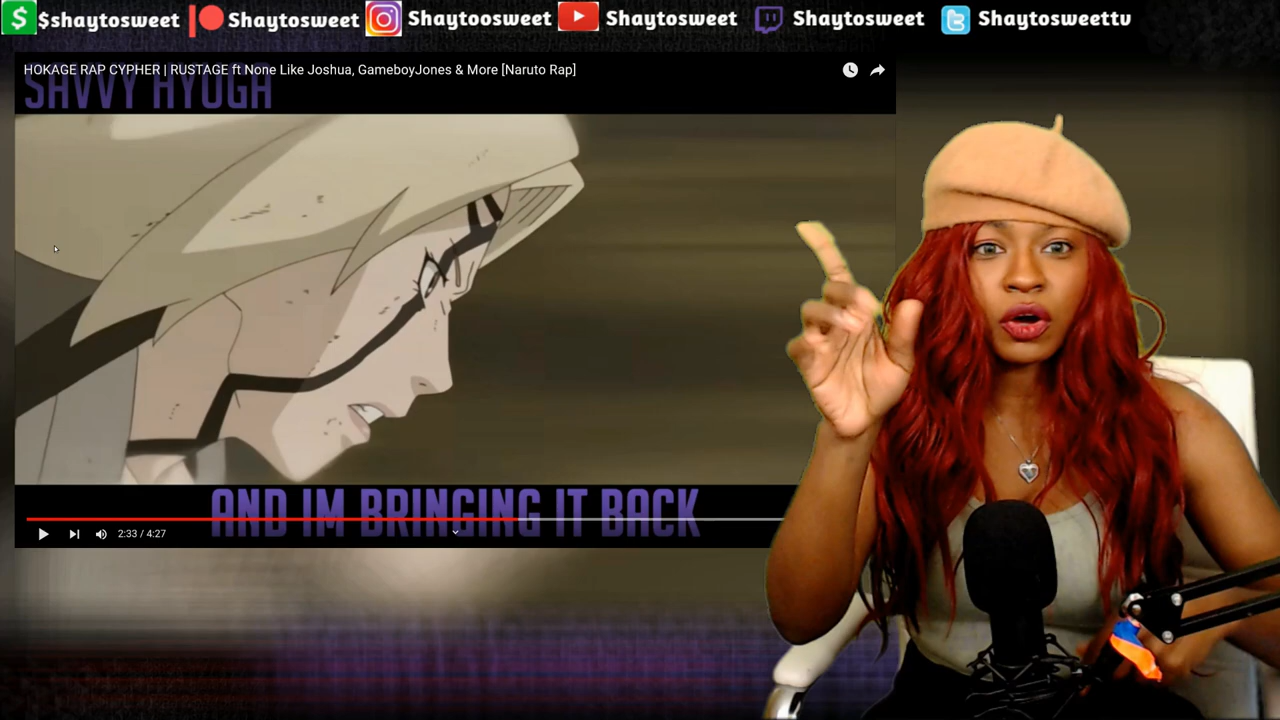 $shaytosweet Shaytosweet Shaytoosweet Shaytosweet Shaytosweet Shaytosweettv
HOKAGE RAP CYPHER | RUSTAGE ft None Like Joshua, GameboyJones & More [Naruto Rap]
SAVVY HYUGA
AND IM BRINGING IT BACK
2:33 / 4:27